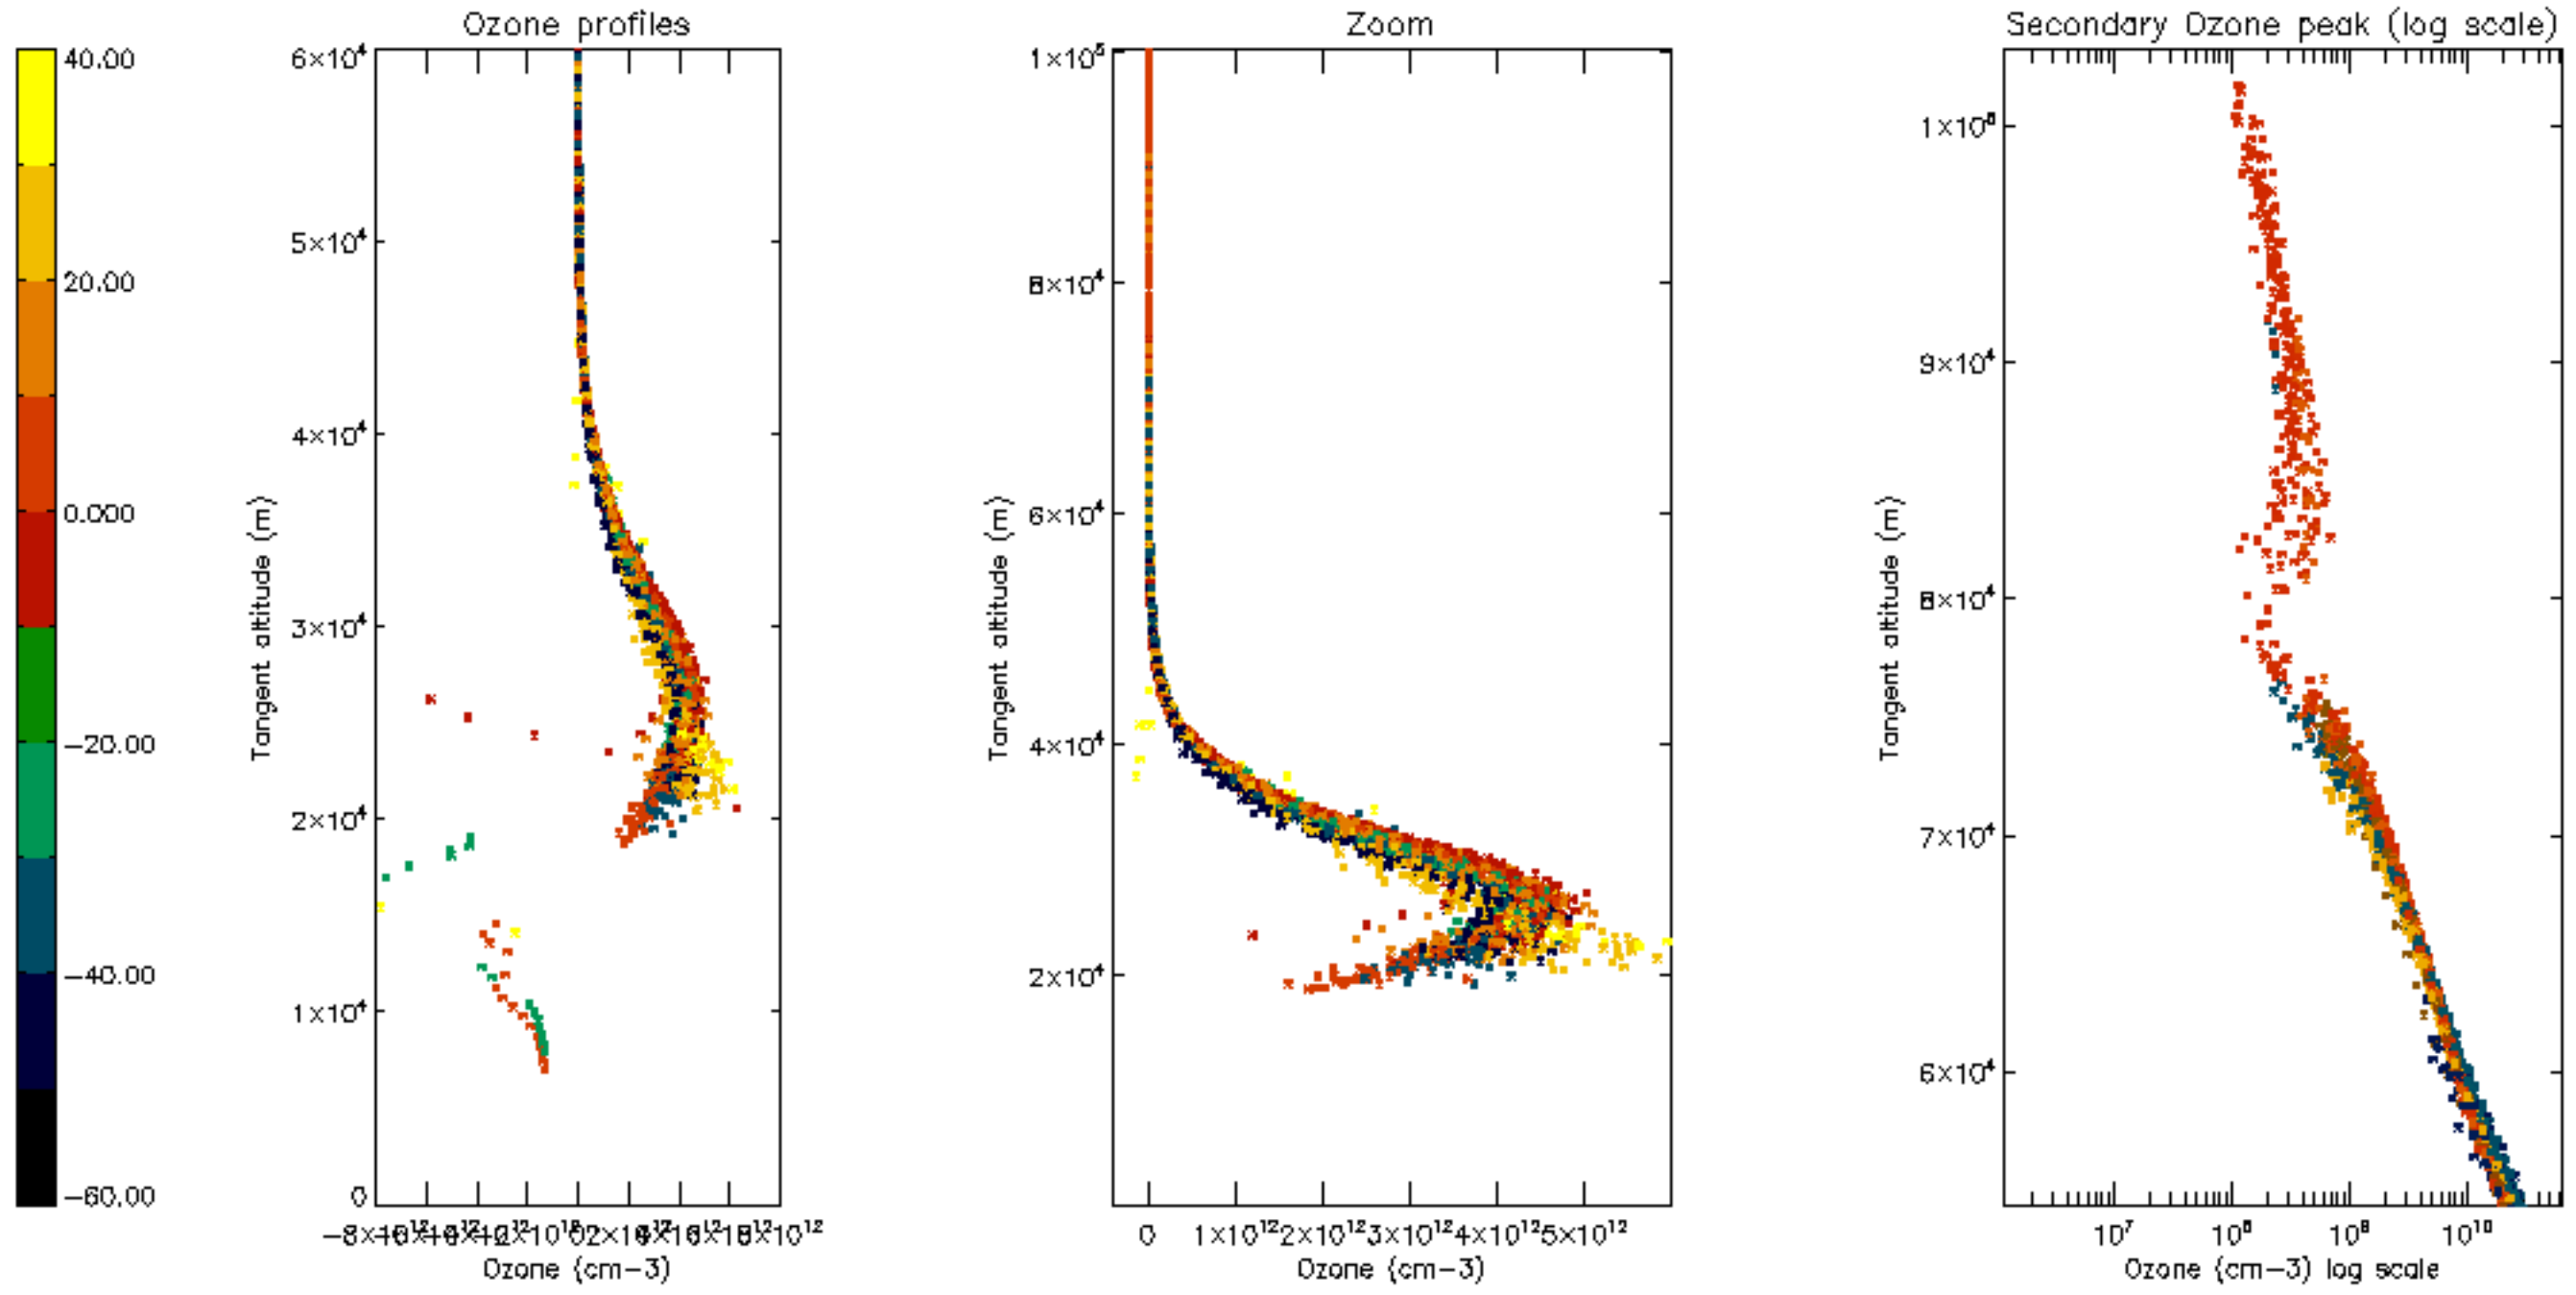 Ozone profiles
Zoom
Secondary Ozone peak (log scale)
40.00
20.00
0.000
-20.00
-40.00
-60.00
Tangent altitude (m)
6×10⁴
5×10⁴
4×10⁴
3×10⁴
2×10⁴
1×10⁴
0
Ozone (cm-3)
Tangent altitude (m)
1×10⁵
8×10⁴
6×10⁴
4×10⁴
2×10⁴
0 1×10¹² 2×10¹² 3×10¹² 4×10¹² 5×10¹²
Ozone (cm-3)
Tangent altitude (m)
1×10⁵
9×10⁴
8×10⁴
7×10⁴
6×10⁴
10⁷ 10⁸ 10⁹ 10¹⁰
Ozone (cm-3) log scale